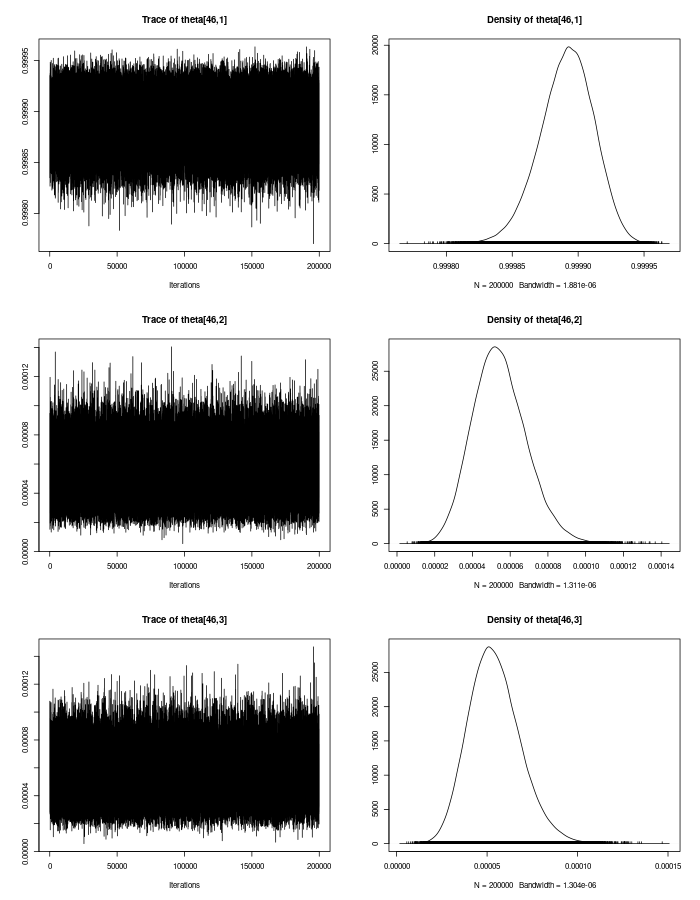 Trace of theta[46,1]
0.99980 0.99985 0.99990 0.99995
0 50000 100000 150000 200000
Iterations
Density of theta[46,1]
0 5000 10000 15000 20000
0.99980 0.99985 0.99990 0.99995
N = 200000 Bandwidth = 1.881e-06
Trace of theta[46,2]
0.00000 0.00004 0.00008 0.00012
0 50000 100000 150000 200000
Iterations
Density of theta[46,2]
0 5000 10000 15000 20000 25000
0.00000 0.00002 0.00004 0.00006 0.00008 0.00010 0.00012 0.00014
N = 200000 Bandwidth = 1.311e-06
Trace of theta[46,3]
0.00000 0.00004 0.00008 0.00012
0 50000 100000 150000 200000
Iterations
Density of theta[46,3]
0 5000 10000 15000 20000 25000
0.00000 0.00005 0.00010 0.00015
N = 200000 Bandwidth = 1.304e-06